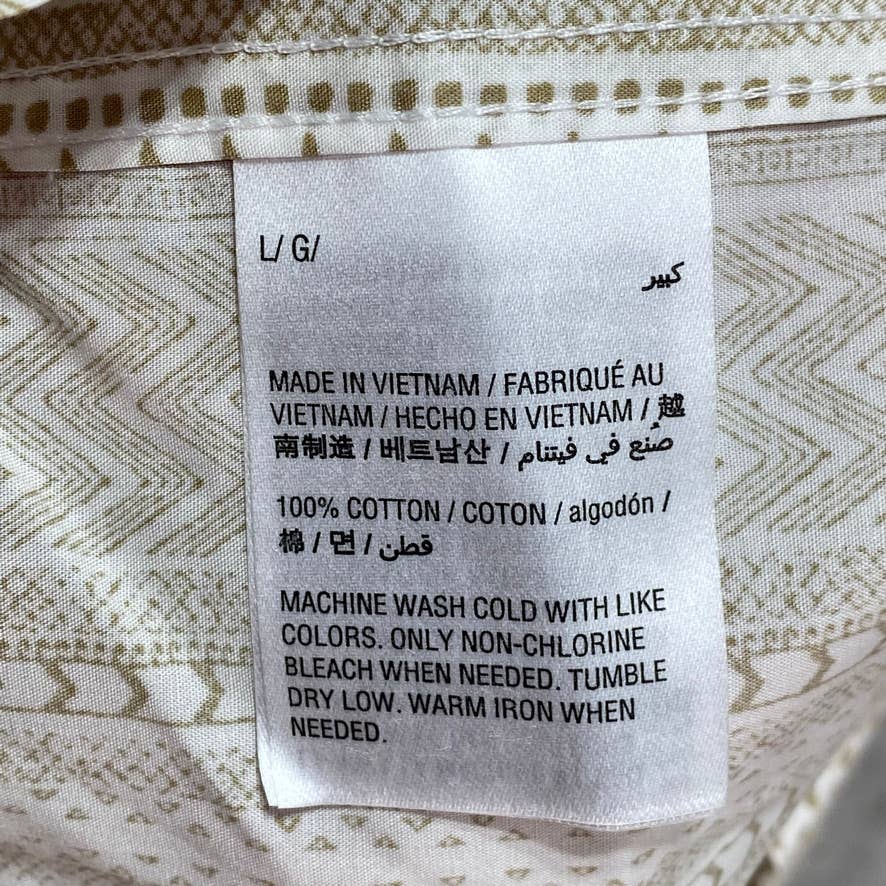 L/ G/
كبير
MADE IN VIETNAM / FABRIQUÉ AU
VIETNAM / HECHO EN VIETNAM / 越
南制造 / 베트남산 / صُنع في فيتنام
100% COTTON / COTON / algodón /
棉 / 면 / قطن
MACHINE WASH COLD WITH LIKE
COLORS. ONLY NON-CHLORINE
BLEACH WHEN NEEDED. TUMBLE
DRY LOW. WARM IRON WHEN
NEEDED.